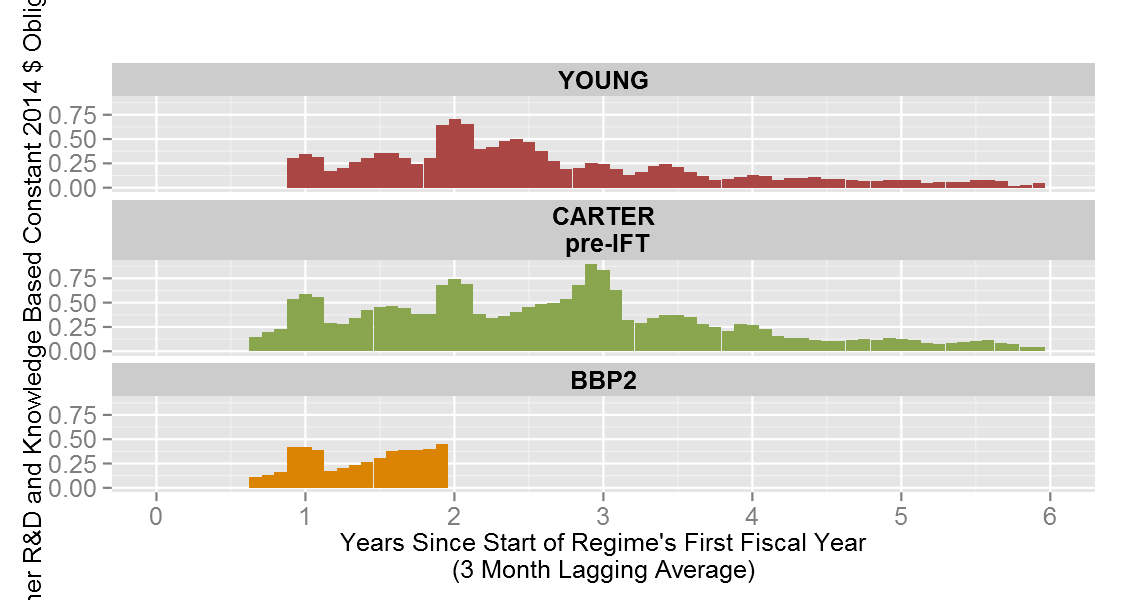 R&D and Knowledge Based Constant 2014 $
YOUNG
0.75
0.50
0.25
0.00
CARTER
pre-IFT
0.75
0.50
0.25
0.00
BBP2
0.75
0.50
0.25
0.00
0 1 2 3 4 5 6
Years Since Start of Regime's First Fiscal Year
(3 Month Lagging Average)